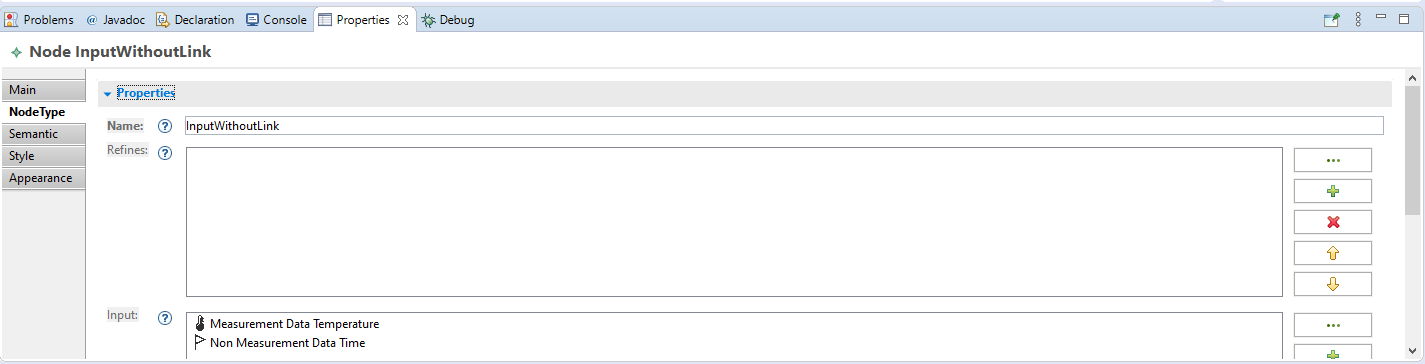 Problems @ Javadoc Declaration Console Properties Debug
Node InputWithoutLink
Main
NodeType
Semantic
Style
Appearance
Properties
Name: ? InputWithoutLink
Refines: ?
...
Input: ?
Measurement Data Temperature
Non Measurement Data Time
...